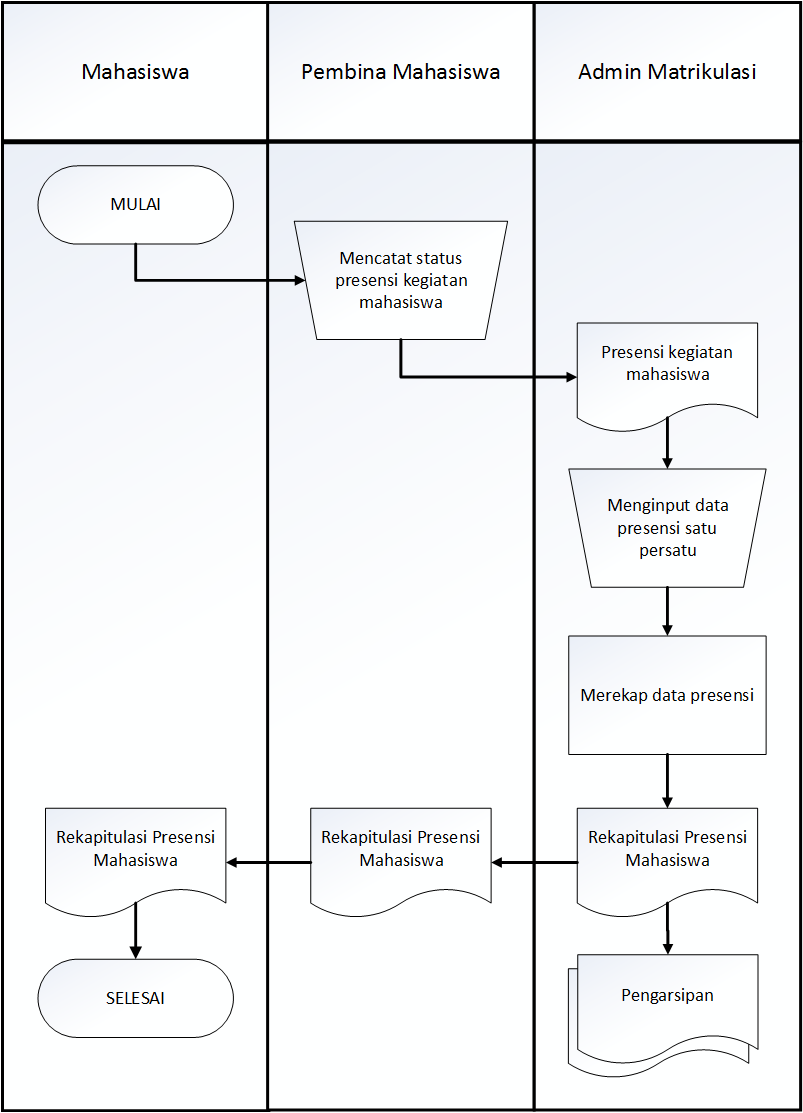 Mahasiswa
Pembina Mahasiswa
Admin Matrikulasi
MULAI
Mencatat status
presensi kegiatan
mahasiswa
Presensi kegiatan
mahasiswa
Menginput data
presensi satu
persatu
Merekap data presensi
Rekapitulasi Presensi
Mahasiswa
Rekapitulasi Presensi
Mahasiswa
Rekapitulasi Presensi
Mahasiswa
SELESAI
Pengarsipan